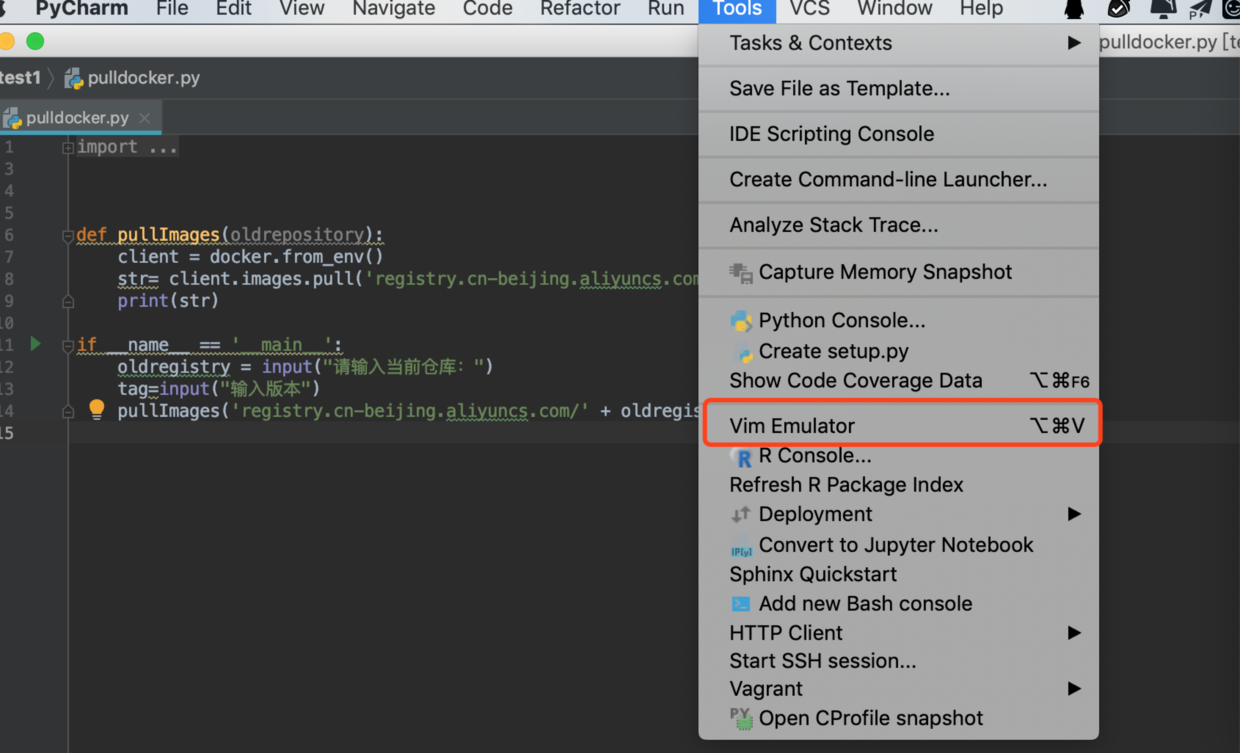 PyCharm File Edit View Navigate Code Refactor Run Tools VCS Window Help
pulldocker.py [te
test1 pulldocker.py
pulldocker.py
1 import ...
3
4
5
6 def pullImages(oldrepository):
7 client = docker.from_env()
8 str= client.images.pull('registry.cn-beijing.aliyuncs.com
9 print(str)
10
11 if __name__ == '__main__':
12 oldregistry = input("请输入当前仓库: ")
13 tag=input("输入版本")
14 pullImages('registry.cn-beijing.aliyuncs.com/' + oldregis
15
Tasks & Contexts
Save File as Template...
IDE Scripting Console
Create Command-line Launcher...
Analyze Stack Trace...
Capture Memory Snapshot
Python Console...
Create setup.py
Show Code Coverage Data ⌥⌘F6
Vim Emulator ⌥⌘V
R Console...
Refresh R Package Index
Deployment
Convert to Jupyter Notebook
Sphinx Quickstart
Add new Bash console
HTTP Client
Start SSH session...
Vagrant
Open CProfile snapshot